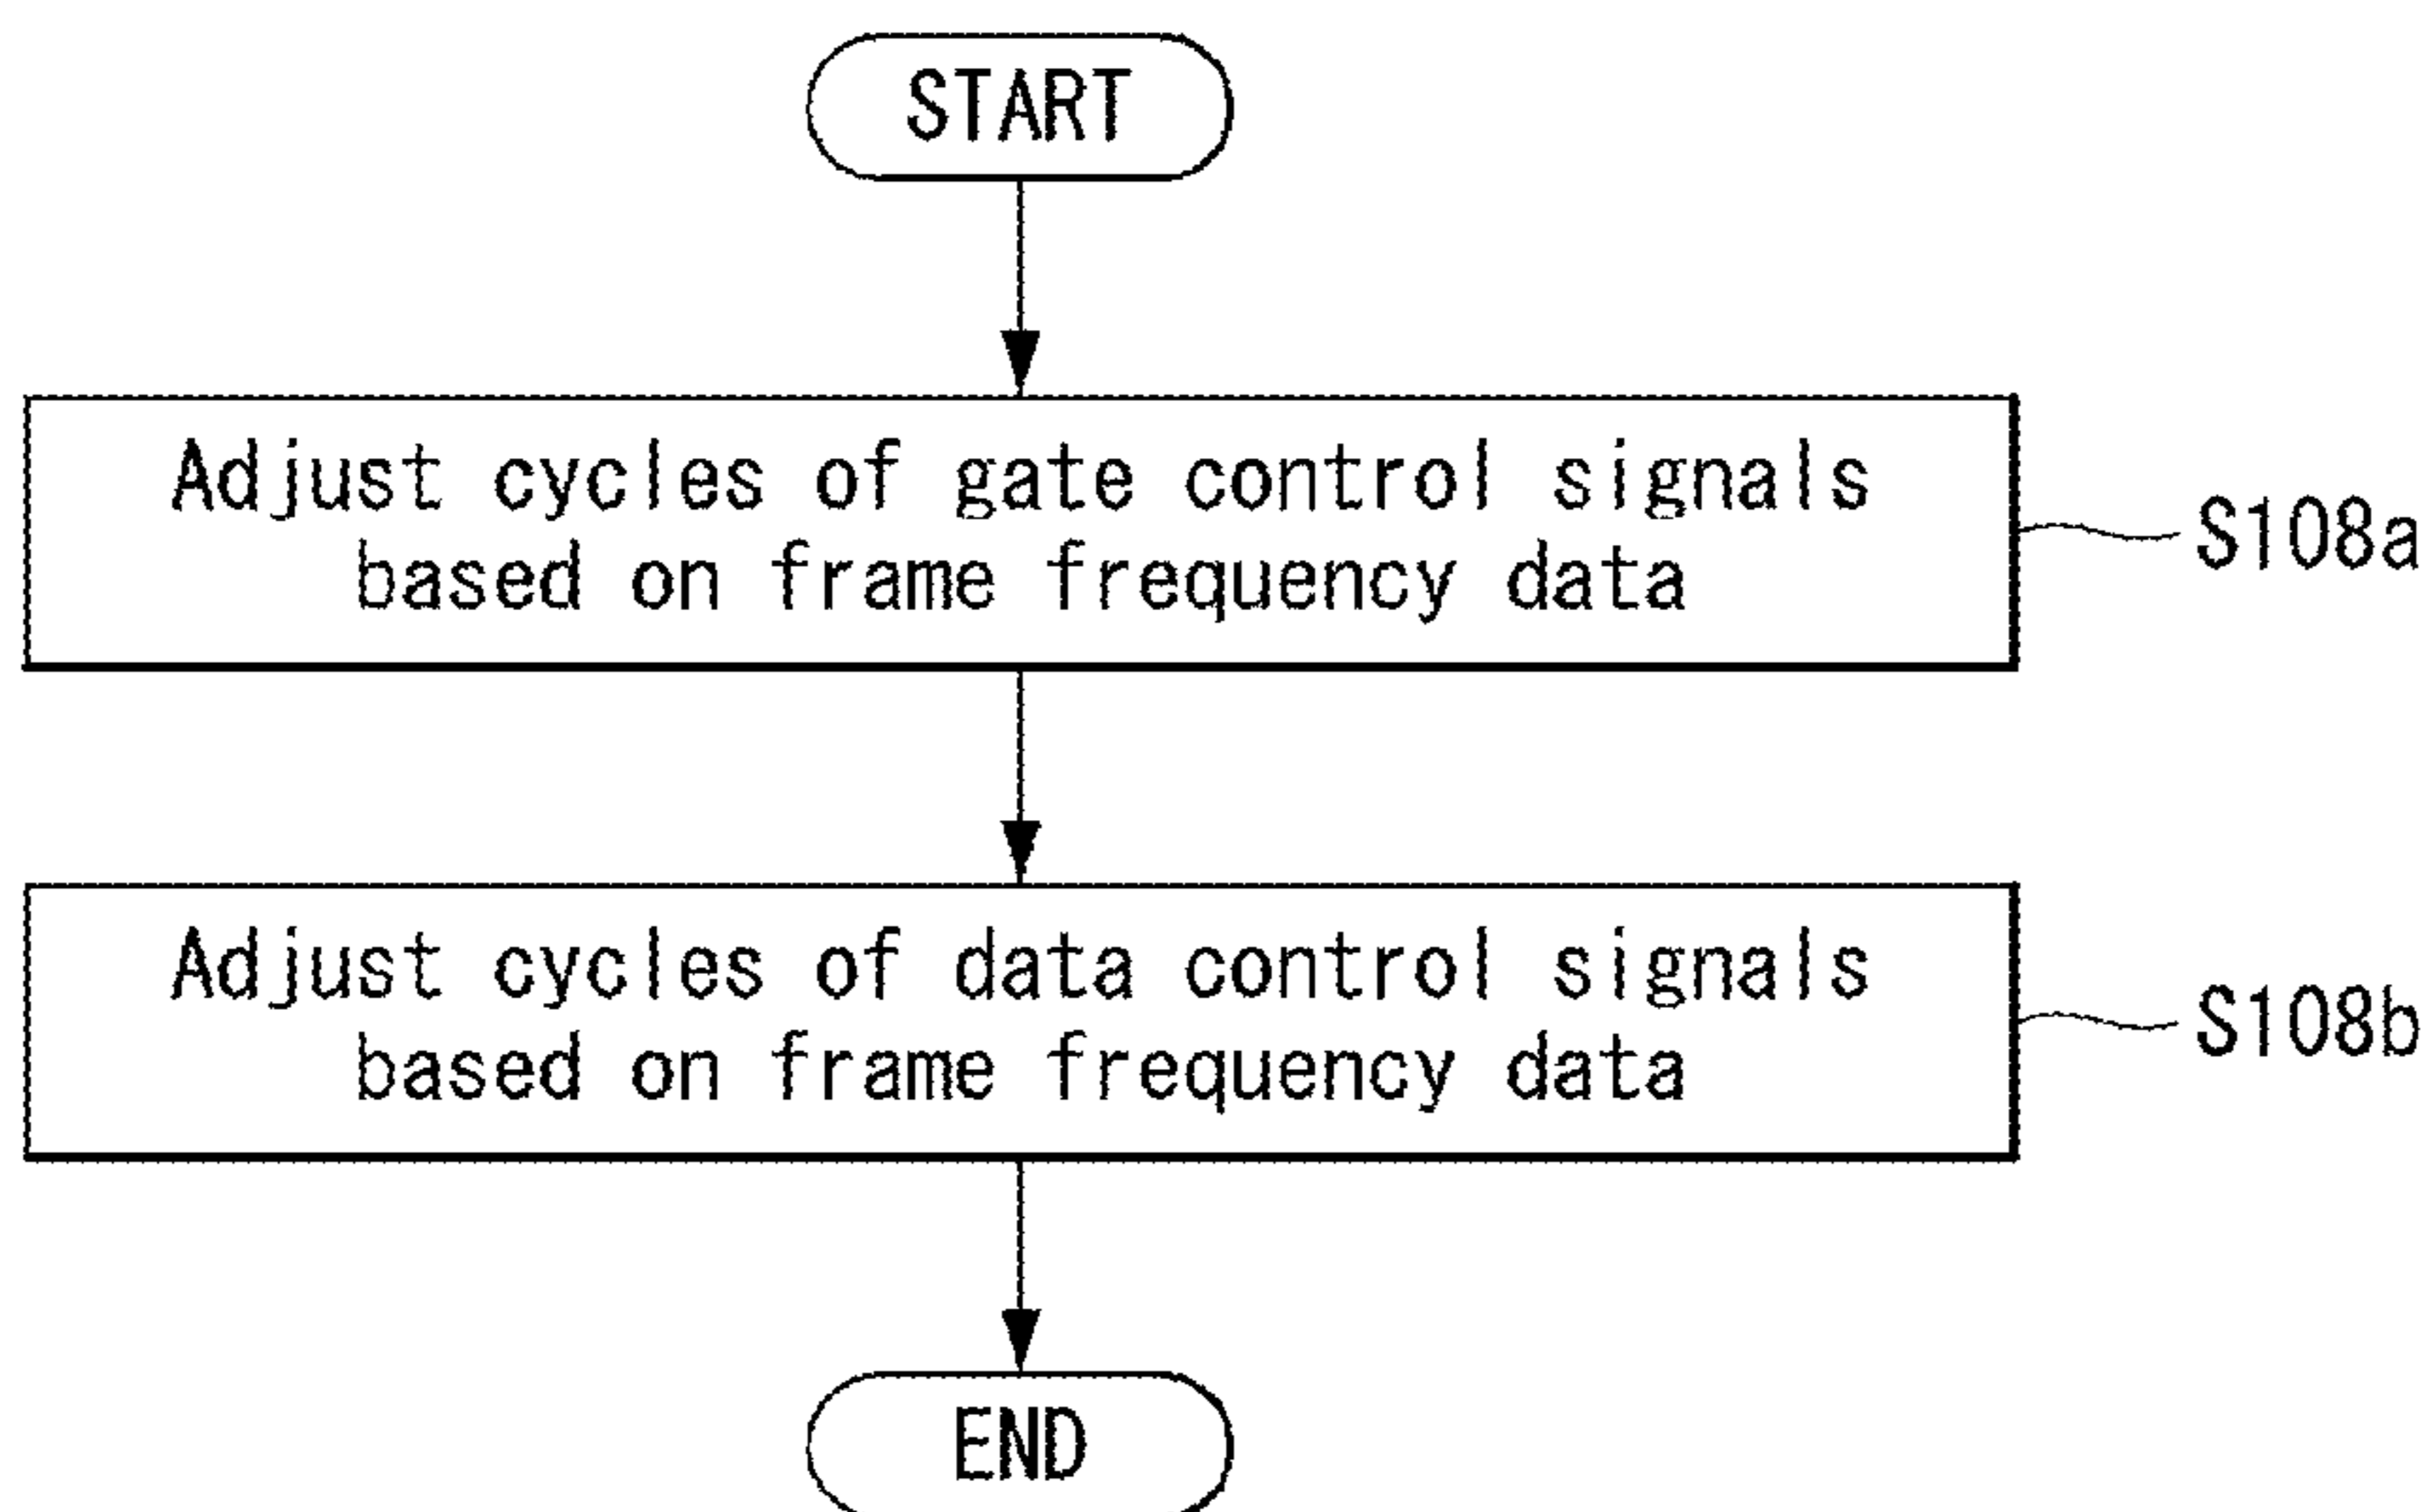 START
Adjust cycles of gate control signals
based on frame frequency data
S108a
Adjust cycles of data control signals
based on frame frequency data
S108b
END